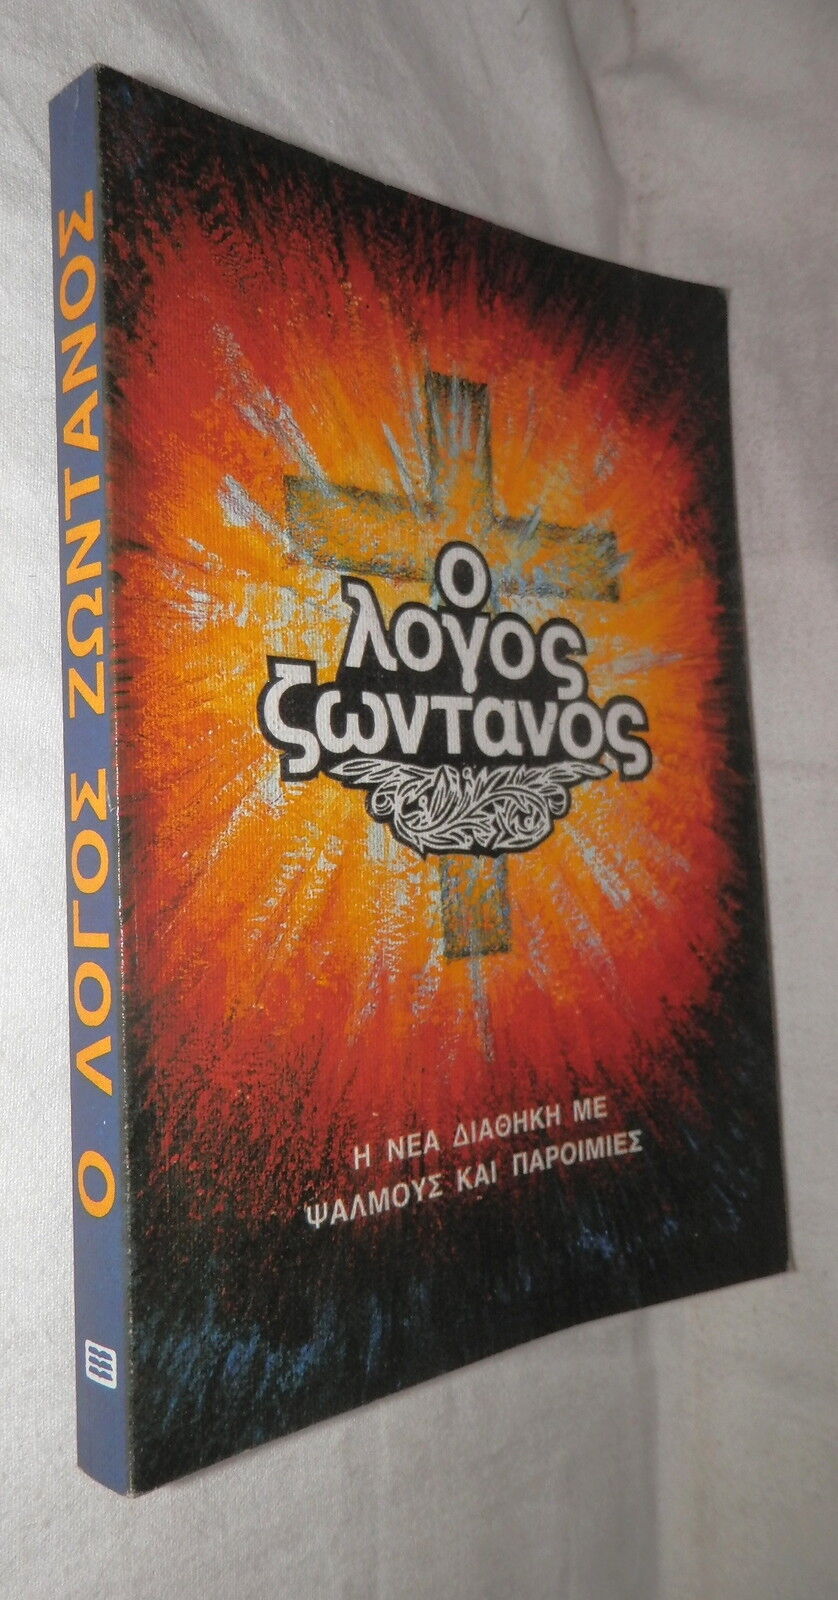 Ο ΛΟΓΟΣ ΖΩΝΤΑΝΟΣ
ο
λογος
ζωντανος
Η ΝΕΑ ΔΙΑΘΗΚΗ ΜΕ
ΨΑΛΜΟΥΣ ΚΑΙ ΠΑΡΟΙΜΙΕΣ